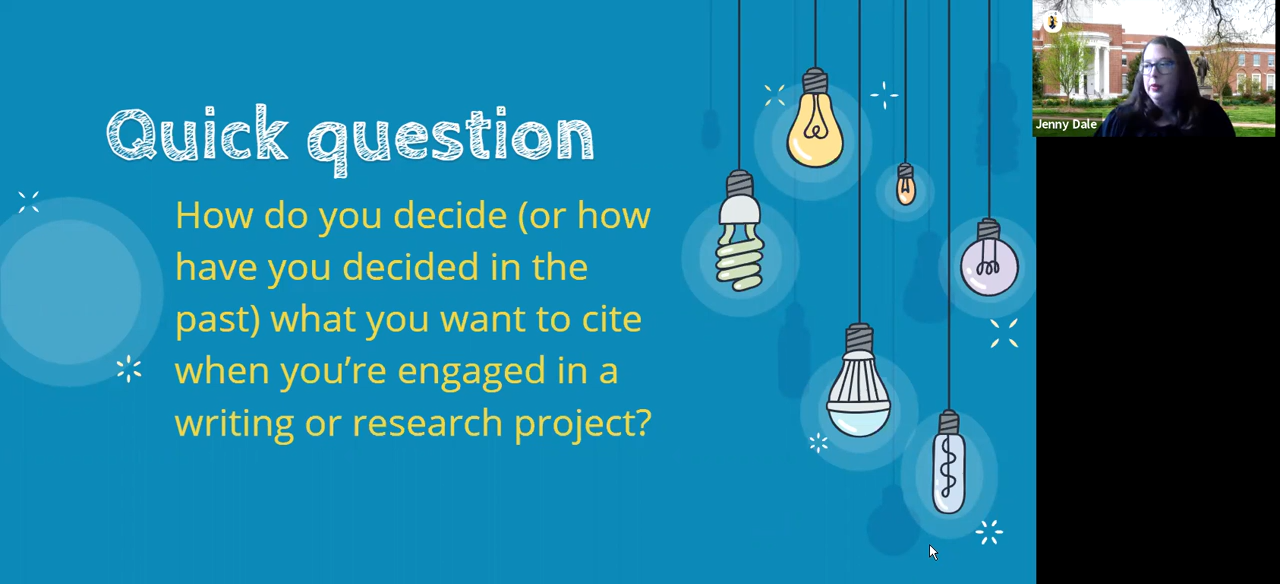 Quick question
How do you decide (or how
have you decided in the
past) what you want to cite
when you’re engaged in a
writing or research project?
Jenny Dale